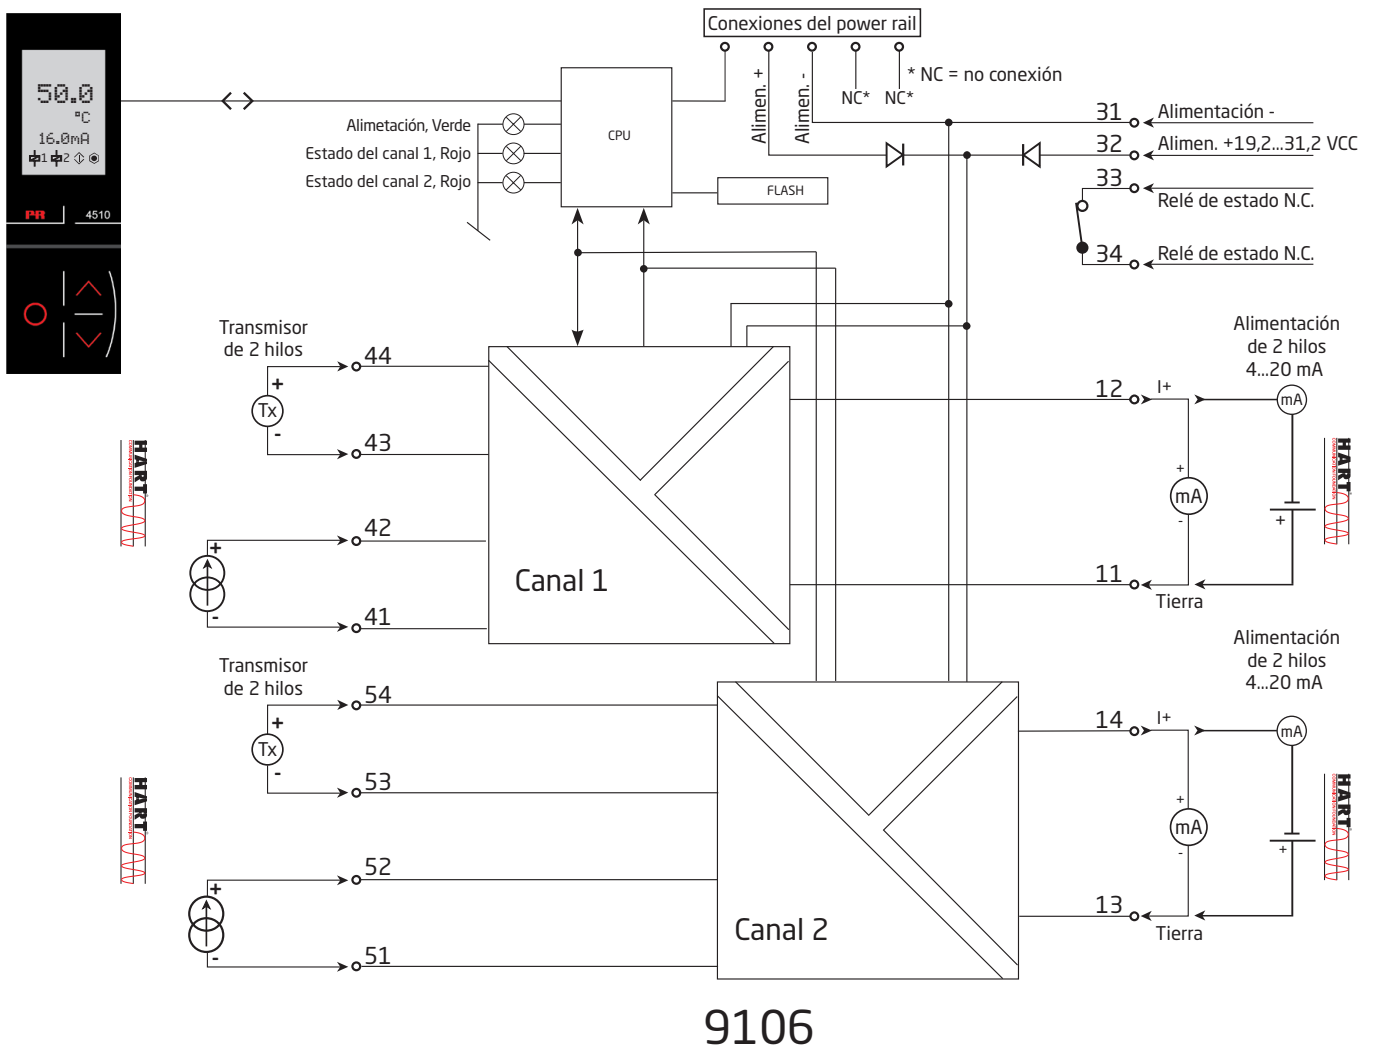 Conexiones del power rail
50.0
°C
16.0mA
1 2
PR 4510
Alimen. +
Alimen. -
NC*
NC*
* NC = no conexión
CPU
FLASH
Alimetación, Verde
Estado del canal 1, Rojo
Estado del canal 2, Rojo
31 Alimentación -
32 Alimen. +19,2...31,2 VCC
33
Relé de estado N.C.
34 Relé de estado N.C.
Transmisor
de 2 hilos
44
+
Tx
-
43
HART
42
+
-
41
Canal 1
12 I+
+
mA
-
11
Tierra
Alimentación
de 2 hilos
4...20 mA
mA
+
HART
Transmisor
de 2 hilos
54
+
Tx
-
53
HART
52
+
-
51
Canal 2
14 I+
+
mA
-
13
Tierra
Alimentación
de 2 hilos
4...20 mA
mA
+
HART
9106